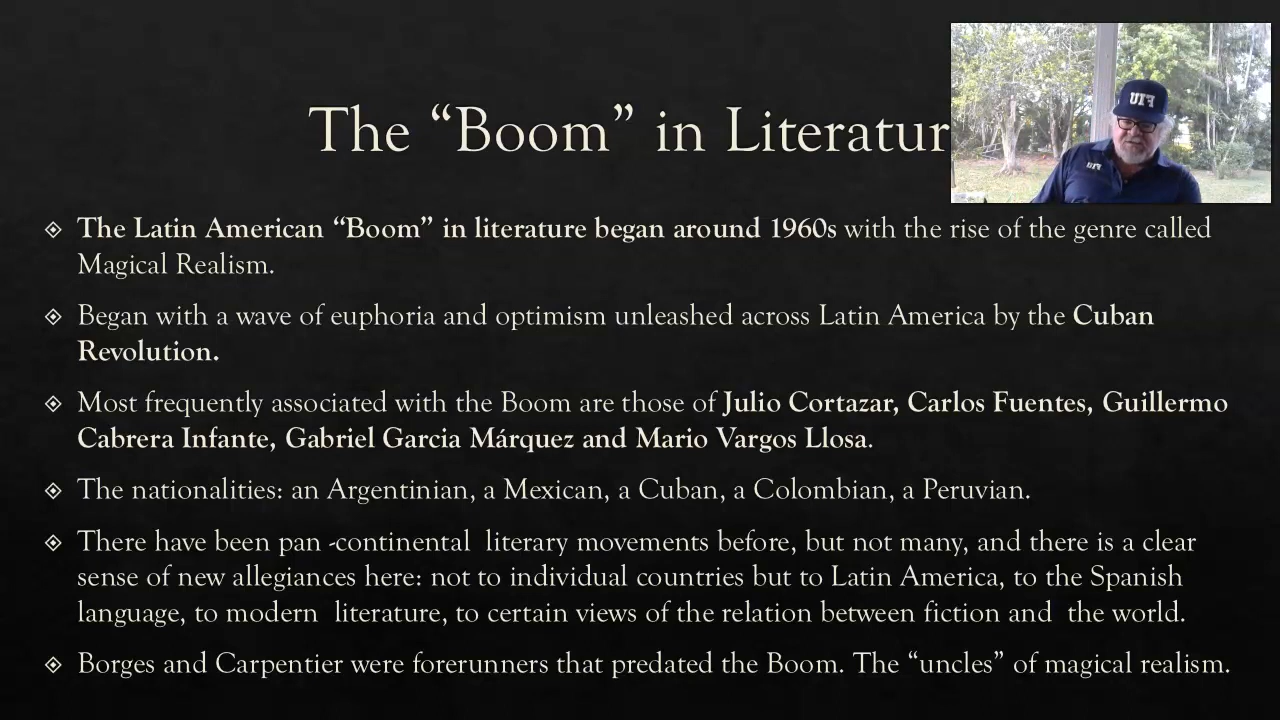 The “Boom” in Literatur
The Latin American “Boom” in literature began around 1960s with the rise of the genre called
Magical Realism.
Began with a wave of euphoria and optimism unleashed across Latin America by the Cuban
Revolution.
Most frequently associated with the Boom are those of Julio Cortazar, Carlos Fuentes, Guillermo
Cabrera Infante, Gabriel Garcia Márquez and Mario Vargos Llosa.
The nationalities: an Argentinian, a Mexican, a Cuban, a Colombian, a Peruvian.
There have been pan -continental literary movements before, but not many, and there is a clear
sense of new allegiances here: not to individual countries but to Latin America, to the Spanish
language, to modern literature, to certain views of the relation between fiction and the world.
Borges and Carpentier were forerunners that predated the Boom. The “uncles” of magical realism.
FIU
FIU